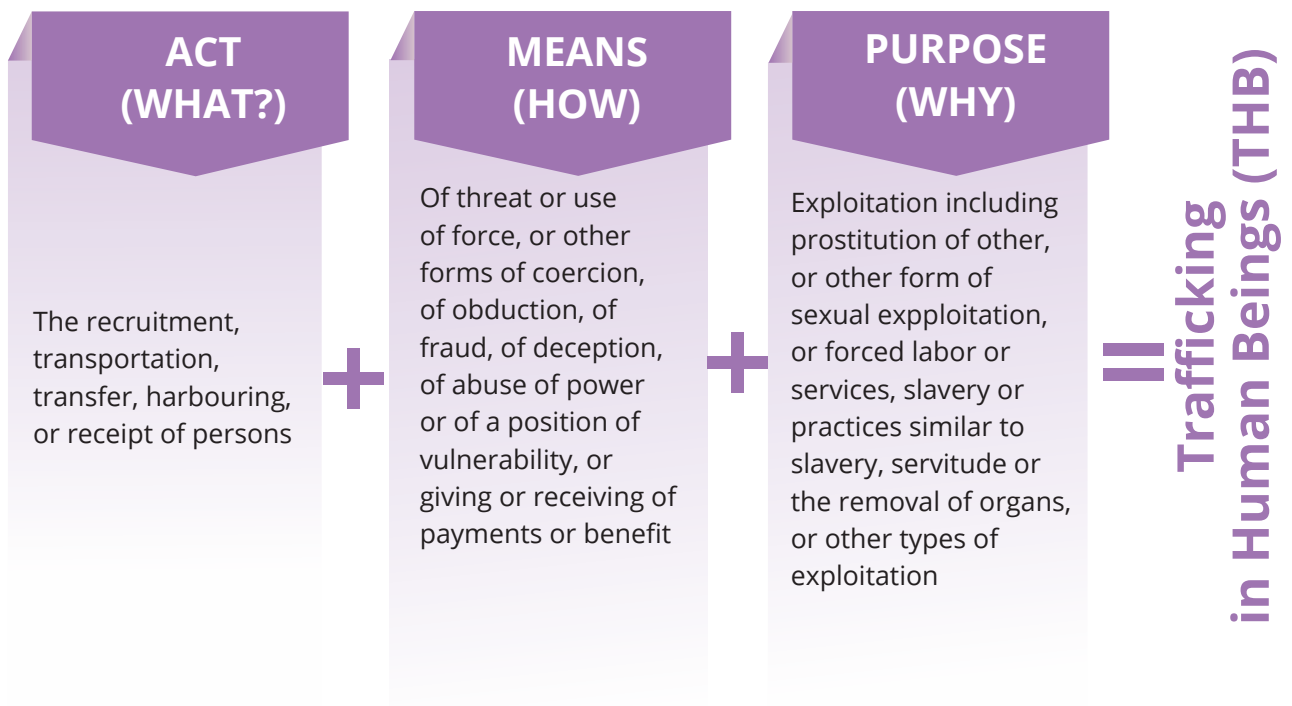 ACT
(WHAT?)
The recruitment,
transportation,
transfer, harbouring,
or receipt of persons
+
MEANS
(HOW)
Of threat or use
of force, or other
forms of coercion,
of obduction, of
fraud, of deception,
of abuse of power
or of a position of
vulnerability, or
giving or receiving of
payments or benefit
+
PURPOSE
(WHY)
Exploitation including
prostitution of other,
or other form of
sexual expploitation,
or forced labor or
services, slavery or
practices similar to
slavery, servitude or
the removal of organs,
or other types of
exploitation
=
Trafficking
in Human Beings (THB)